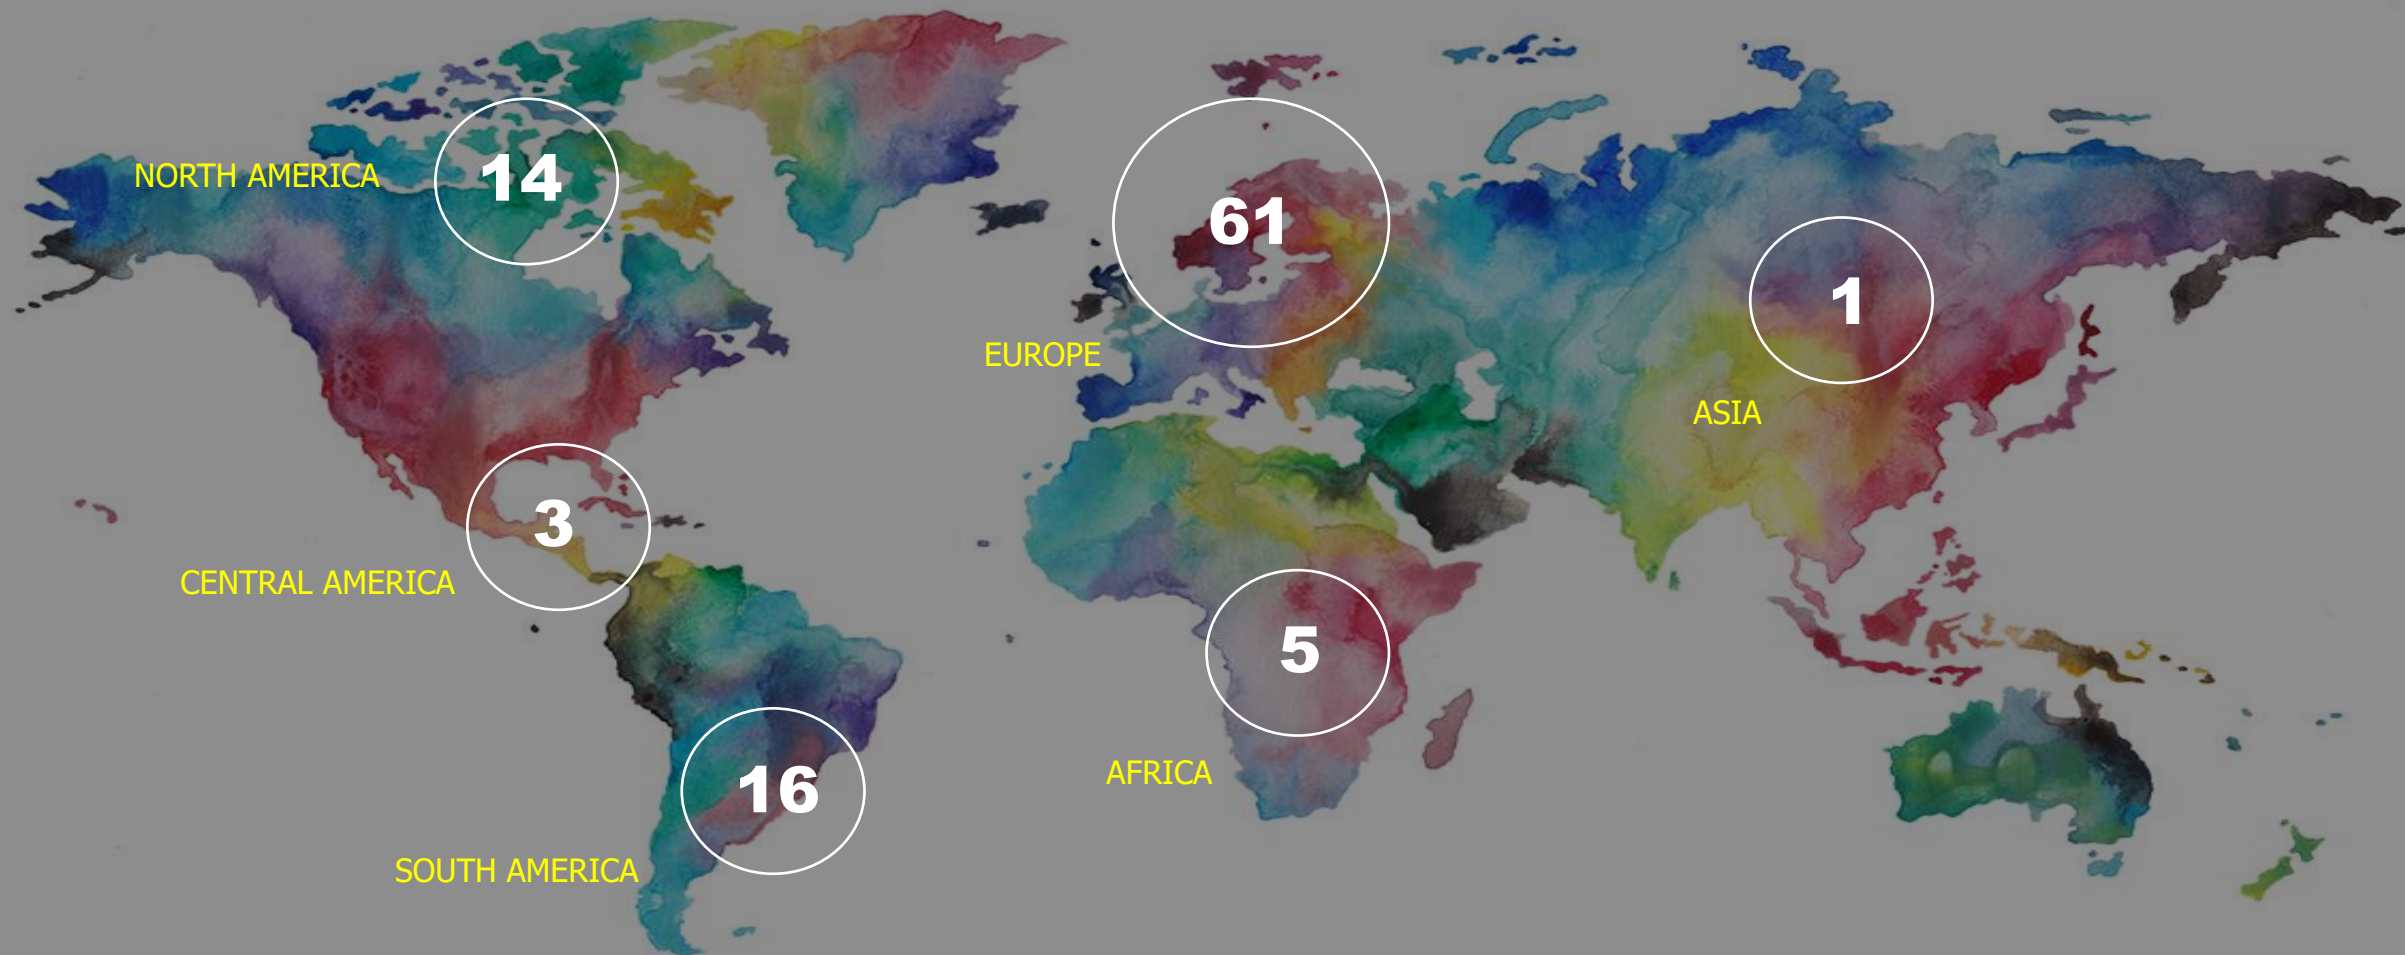 NORTH AMERICA
14
61
EUROPE
1
ASIA
3
CENTRAL AMERICA
5
AFRICA
16
SOUTH AMERICA